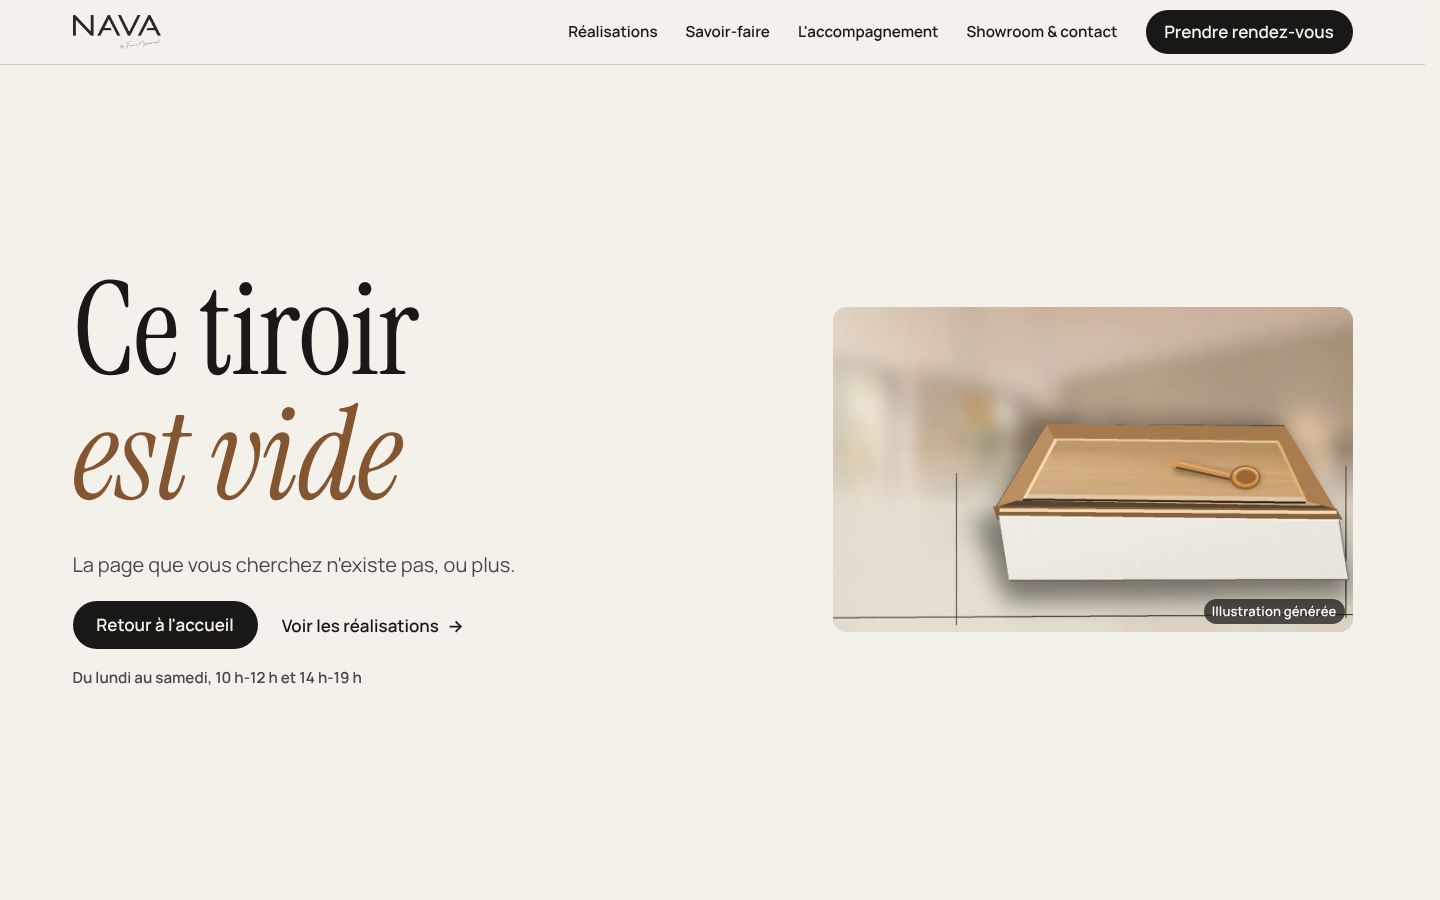 NAVA
Réalisations
Savoir-faire
L'accompagnement
Showroom & contact
Prendre rendez-vous
Ce tiroir
est vide
La page que vous cherchez n'existe pas, ou plus.
Retour à l'accueil
Voir les réalisations →
Du lundi au samedi, 10 h-12 h et 14 h-19 h
Illustration générée